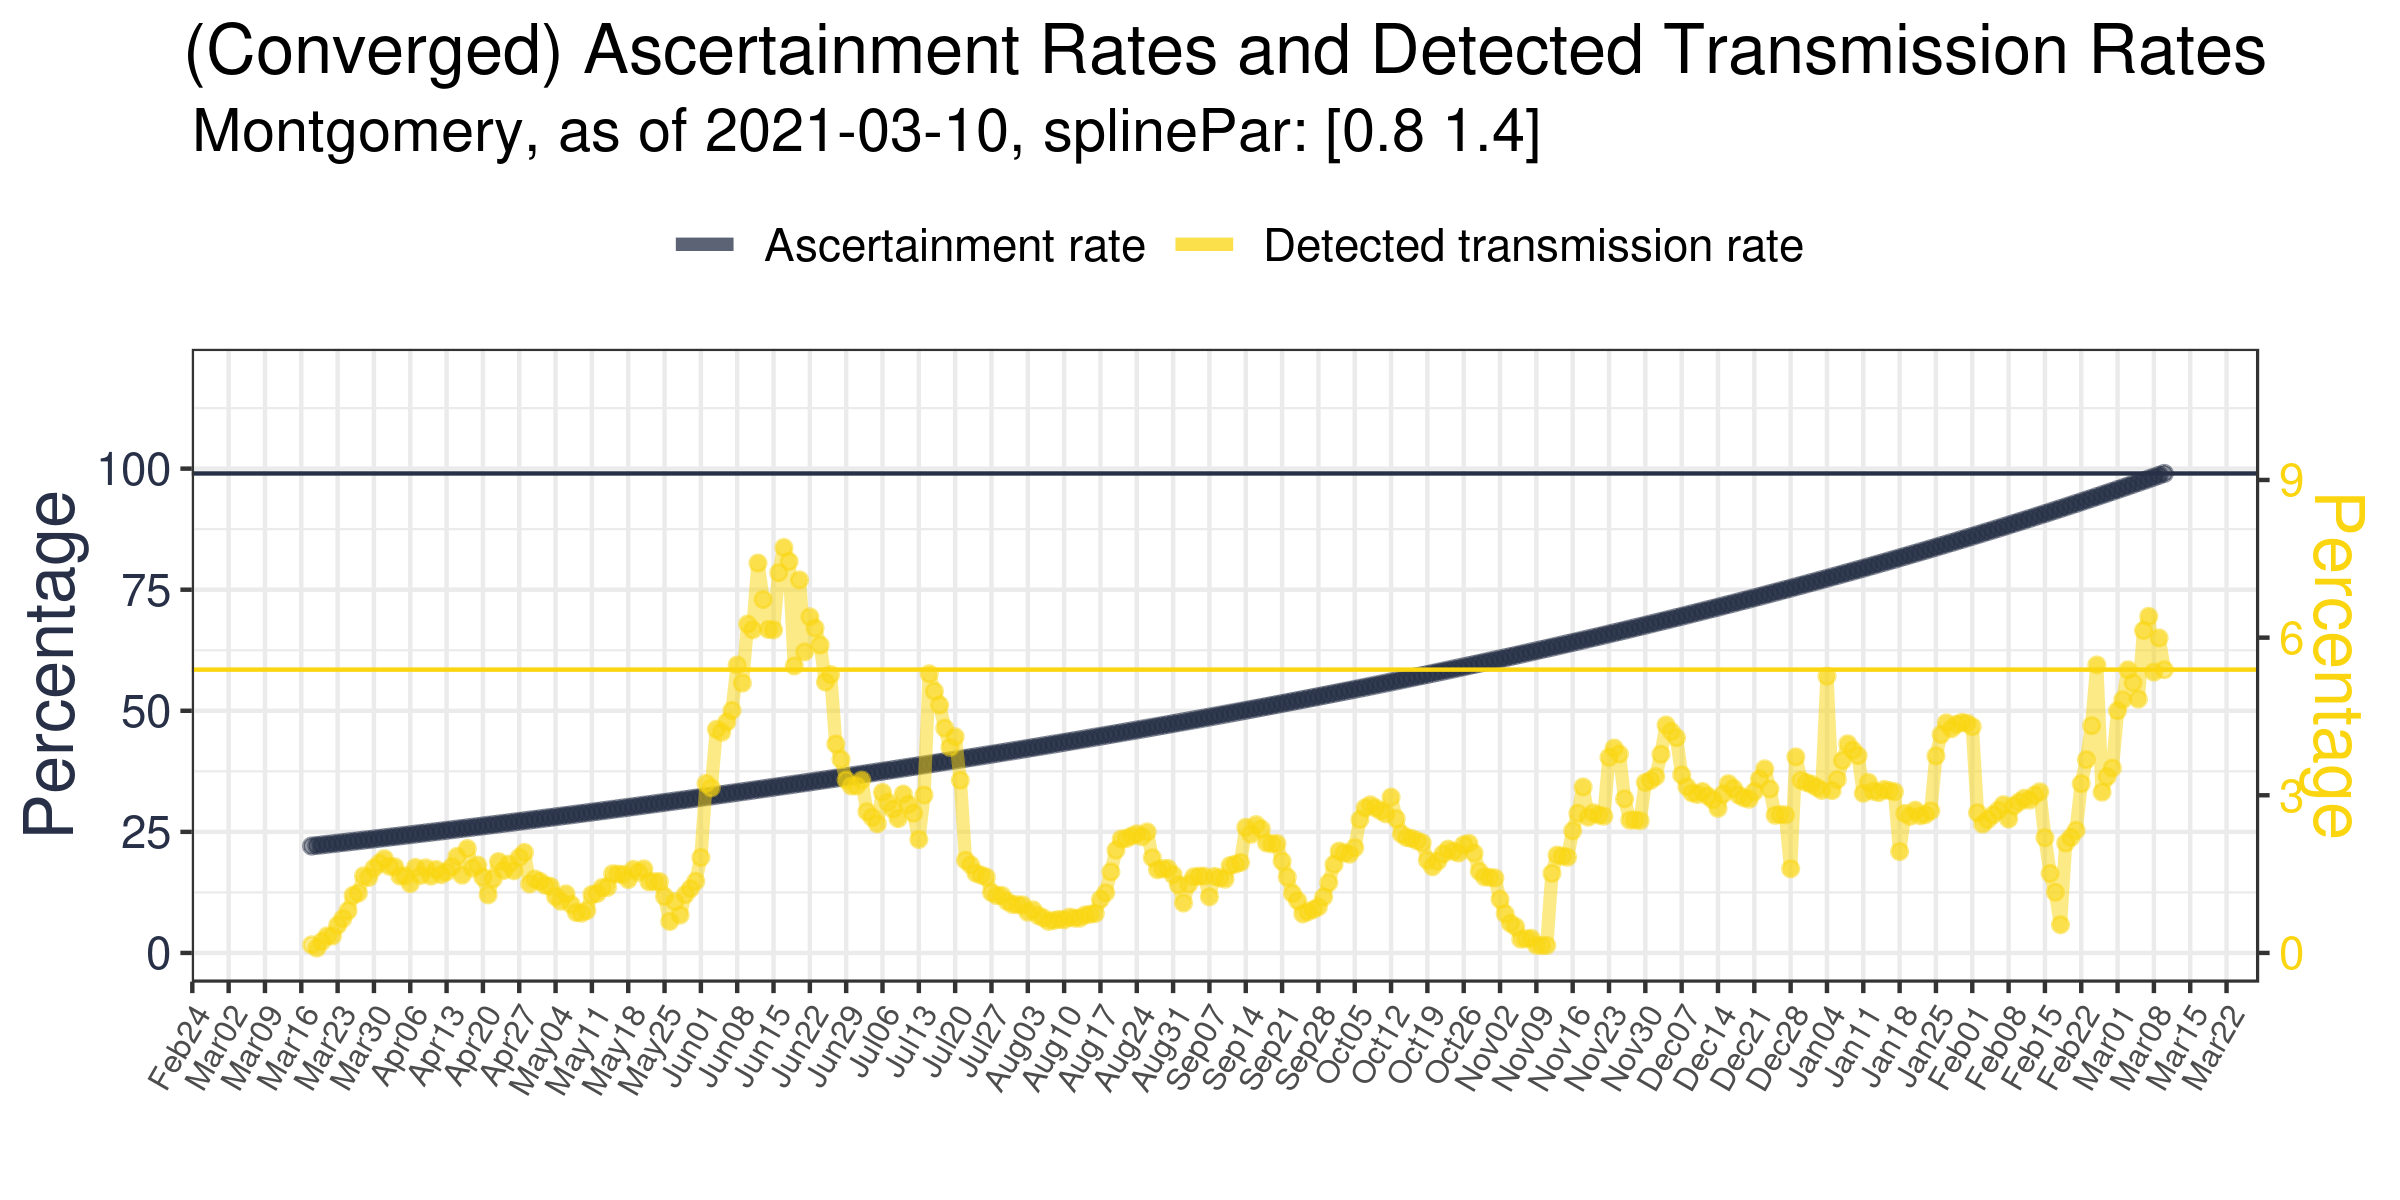 (Converged) Ascertainment Rates and Detected Transmission Rates
Montgomery, as of 2021-03-10, splinePar: [0.8 1.4]
Ascertainment rate
Detected transmission rate
Percentage
100
75
50
25
0
9
6
3
0
Percentage
Feb24
Mar02
Mar09
Mar16
Mar23
Mar30
Apr06
Apr13
Apr20
Apr27
May04
May11
May18
May25
Jun01
Jun08
Jun15
Jun22
Jun29
Jul06
Jul13
Jul20
Jul27
Aug03
Aug10
Aug17
Aug24
Aug31
Sep07
Sep14
Sep21
Sep28
Oct05
Oct12
Oct19
Oct26
Nov02
Nov09
Nov16
Nov23
Nov30
Dec07
Dec14
Dec21
Dec28
Jan04
Jan11
Jan18
Jan25
Feb01
Feb08
Feb15
Feb22
Mar01
Mar08
Mar15
Mar22